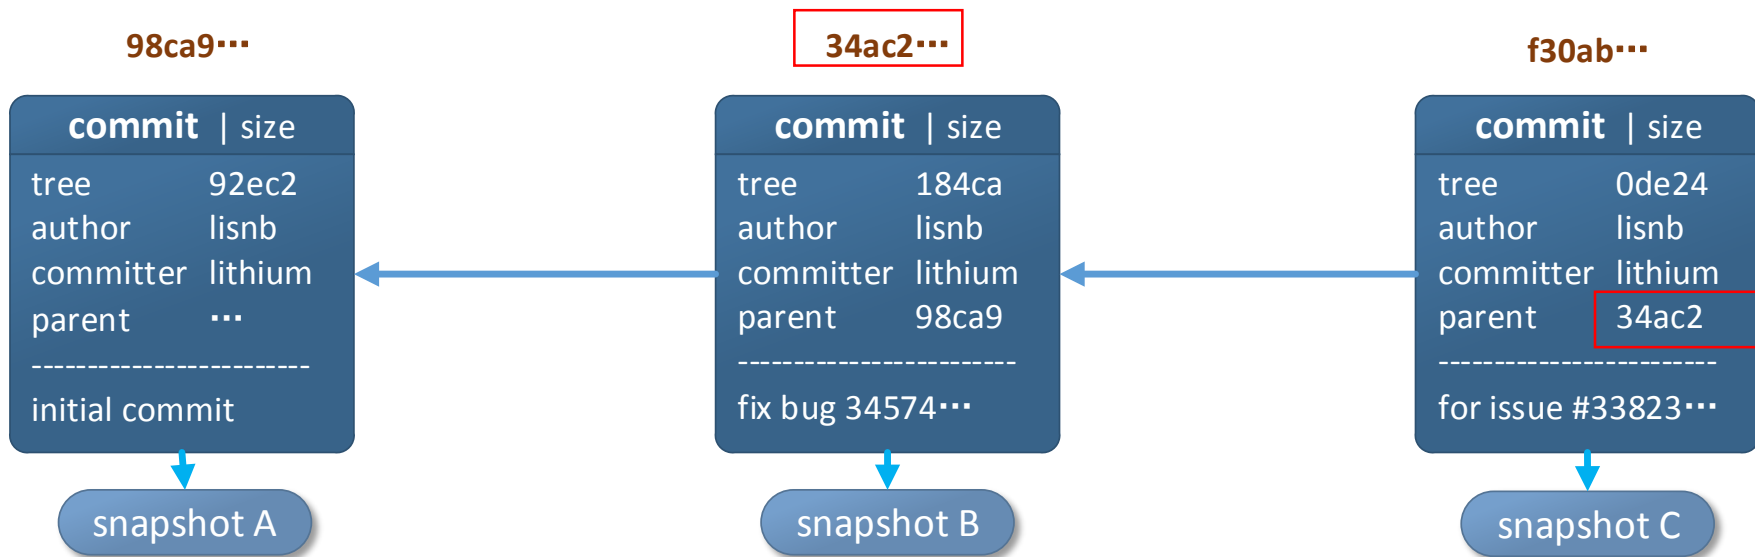 98ca9···
34ac2···
f30ab···
commit | size
tree 92ec2
author lisnb
committer lithium
parent ···
--------------------------
initial commit
snapshot A
commit | size
tree 184ca
author lisnb
committer lithium
parent 98ca9
--------------------------
fix bug 34574···
snapshot B
commit | size
tree 0de24
author lisnb
committer lithium
parent 34ac2
--------------------------
for issue #33823···
snapshot C